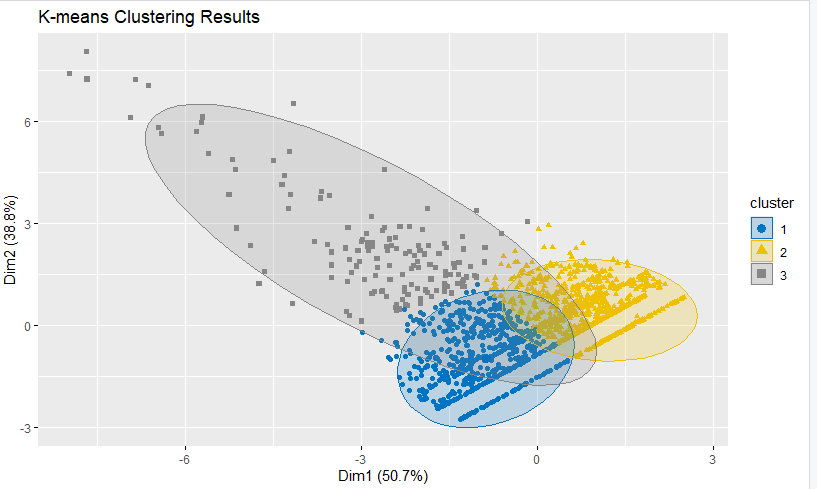 K-means Clustering Results
Dim2 (38.8%)
6
3
0
-3
-6
-3
0
3
Dim1 (50.7%)
cluster
1
2
3